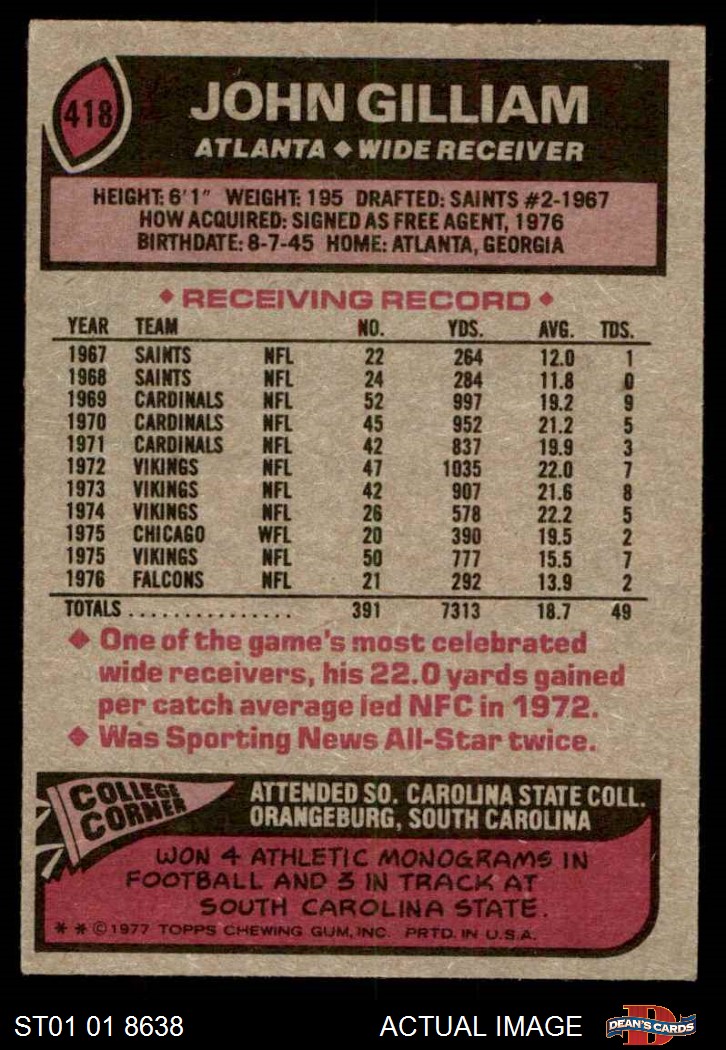 418
JOHN GILLIAM
ATLANTA ◆ WIDE RECEIVER
HEIGHT: 6'1" WEIGHT: 195 DRAFTED: SAINTS #2-1967
HOW ACQUIRED: SIGNED AS FREE AGENT, 1976
BIRTHDATE: 8-7-45 HOME: ATLANTA, GEORGIA
◆ RECEIVING RECORD ◆
YEAR TEAM NO. YDS. AVG. TDS.
1967 SAINTS NFL 22 264 12.0 1
1968 SAINTS NFL 24 284 11.8 0
1969 CARDINALS NFL 52 997 19.2 9
1970 CARDINALS NFL 45 952 21.2 5
1971 CARDINALS NFL 42 837 19.9 3
1972 VIKINGS NFL 47 1035 22.0 7
1973 VIKINGS NFL 42 907 21.6 8
1974 VIKINGS NFL 26 578 22.2 5
1975 CHICAGO WFL 20 390 19.5 2
1975 VIKINGS NFL 50 777 15.5 7
1976 FALCONS NFL 21 292 13.9 2
TOTALS ............... 391 7313 18.7 49
◆ One of the game's most celebrated
wide receivers, his 22.0 yards gained
per catch average led NFC in 1972.
◆ Was Sporting News All-Star twice.
COLLEGE
CORNER
ATTENDED SO. CAROLINA STATE COLL.
ORANGEBURG, SOUTH CAROLINA
WON 4 ATHLETIC MONOGRAMS IN
FOOTBALL AND 3 IN TRACK AT
SOUTH CAROLINA STATE.
* * © 1977 TOPPS CHEWING GUM, INC. PRTD. IN U.S.A.
ST01 01 8638
ACTUAL IMAGE
D
DEAN'S CARDS